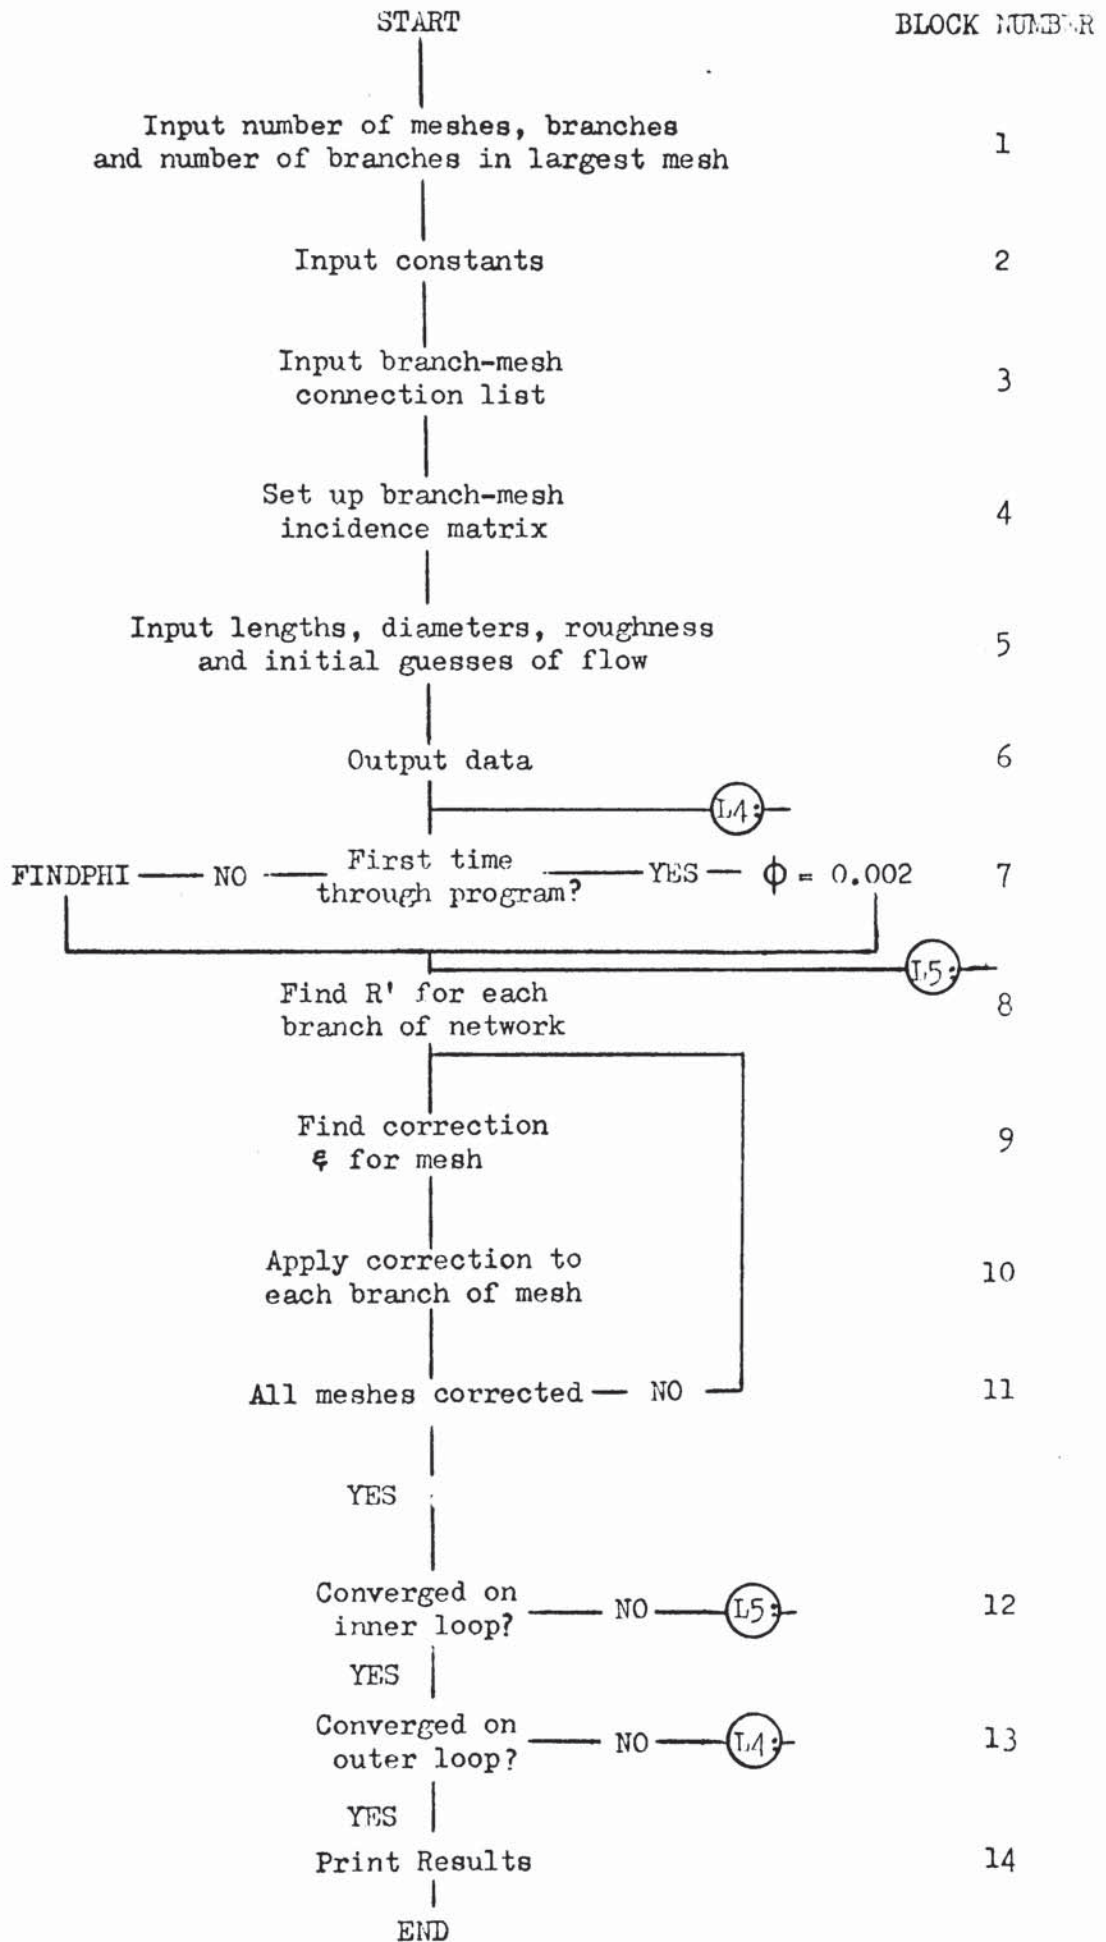 START BLOCK NUMBER
Input number of meshes, branches
and number of branches in largest mesh
1
Input constants 2
Input branch-mesh
connection list
3
Set up branch-mesh
incidence matrix
4
Input lengths, diameters, roughness
and initial guesses of flow
5
Output data 6
L4:
FINDPHI NO First time
through program?
YES ϕ = 0.002 7
L5:
Find R' for each
branch of network
8
Find correction
for mesh
9
Apply correction to
each branch of mesh
10
All meshes corrected NO 11
YES
Converged on
inner loop?
NO L5: 12
YES
Converged on
outer loop?
NO L4: 13
YES
Print Results 14
END